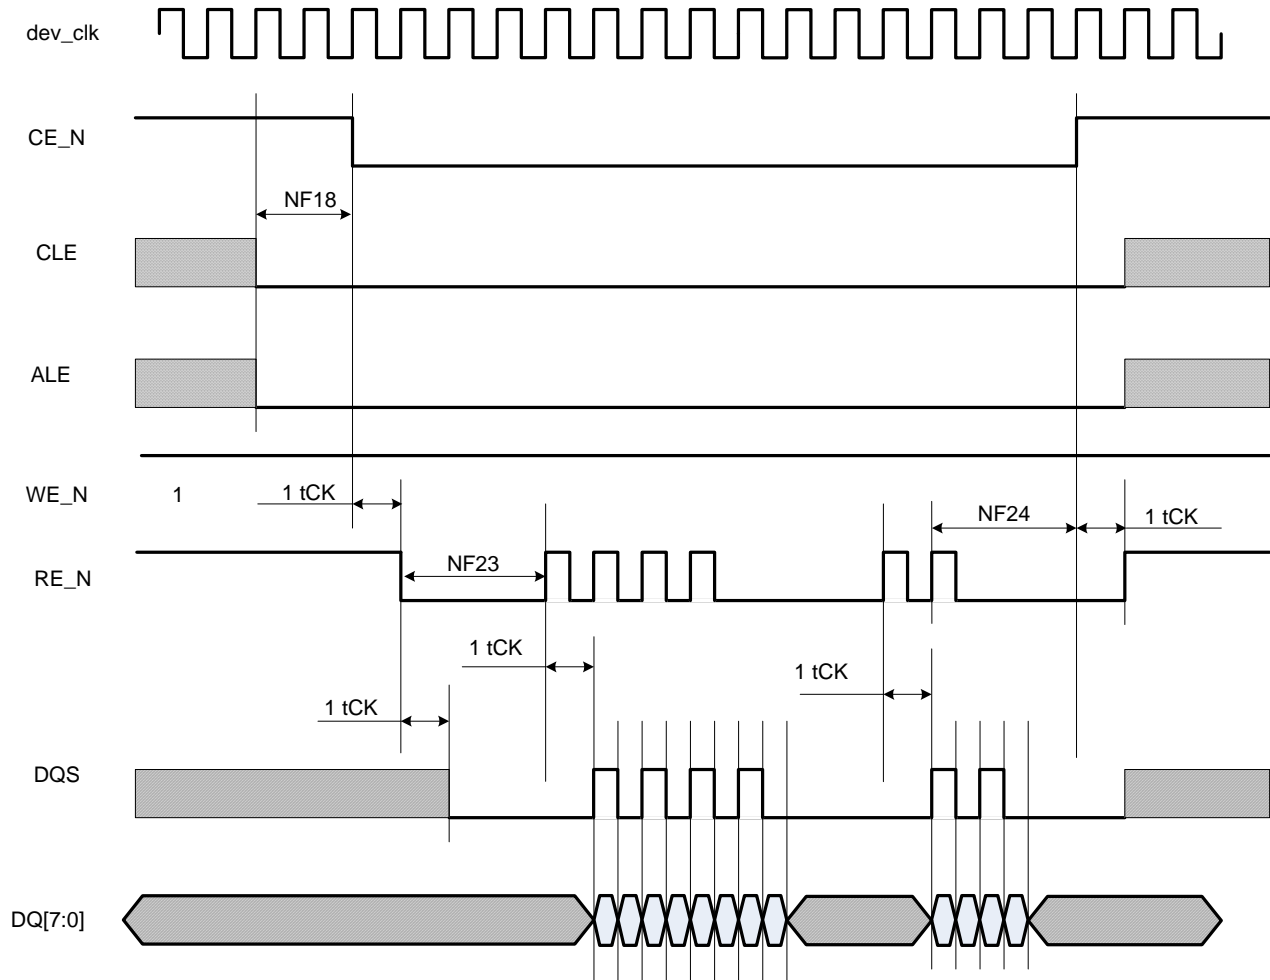 dev_clk
CE_N
NF18
CLE
ALE
WE_N
1
1 tCK
NF24
1 tCK
RE_N
NF23
1 tCK
1 tCK
1 tCK
DQS
DQ[7:0]